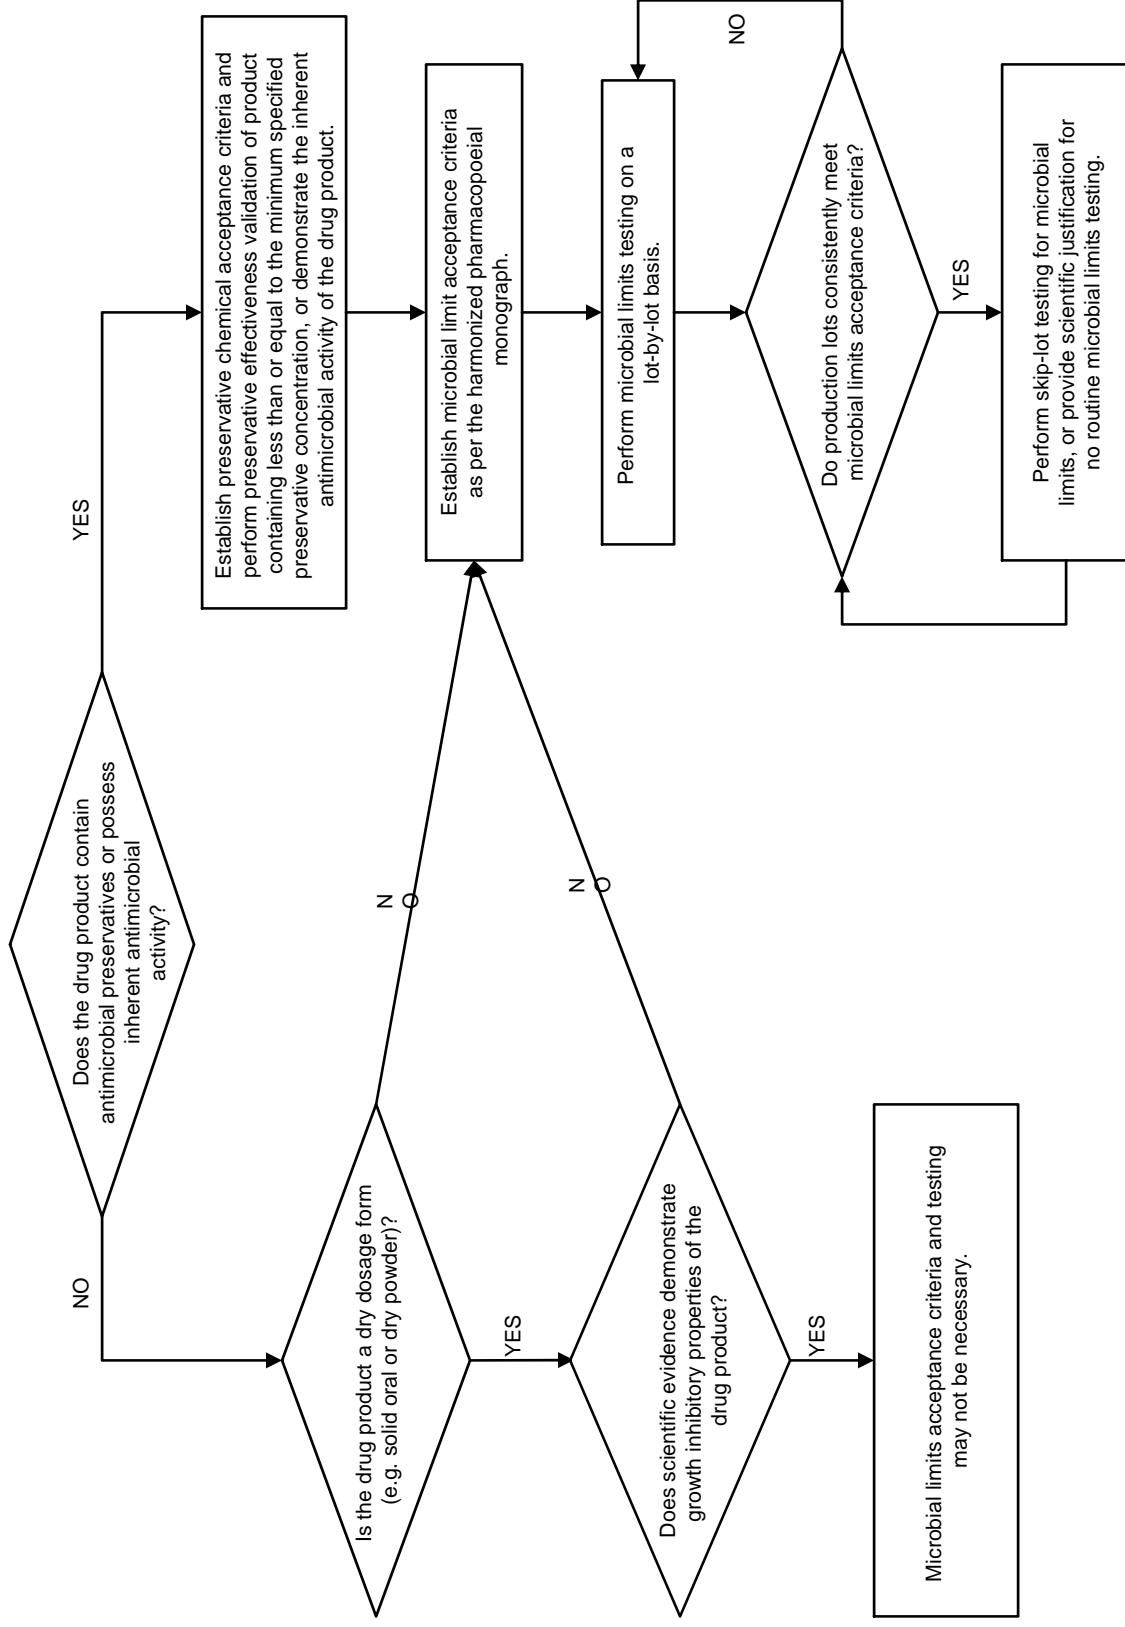 Does the drug product contain
antimicrobial preservatives or possess
inherent antimicrobial
activity?
NO
YES
Establish preservative chemical acceptance criteria and
perform preservative effectiveness validation of product
containing less than or equal to the minimum specified
preservative concentration, or demonstrate the inherent
antimicrobial activity of the drug product.
Is the drug product a dry dosage form
(e.g. solid oral or dry powder)?
N
O
YES
Establish microbial limit acceptance criteria
as per the harmonized pharmacopoeial
monograph.
Does scientific evidence demonstrate
growth inhibitory properties of the
drug product?
N
O
YES
Perform microbial limits testing on a
lot-by-lot basis.
NO
Do production lots consistently meet
microbial limits acceptance criteria?
YES
Microbial limits acceptance criteria and testing
may not be necessary.
Perform skip-lot testing for microbial
limits, or provide scientific justification for
no routine microbial limits testing.